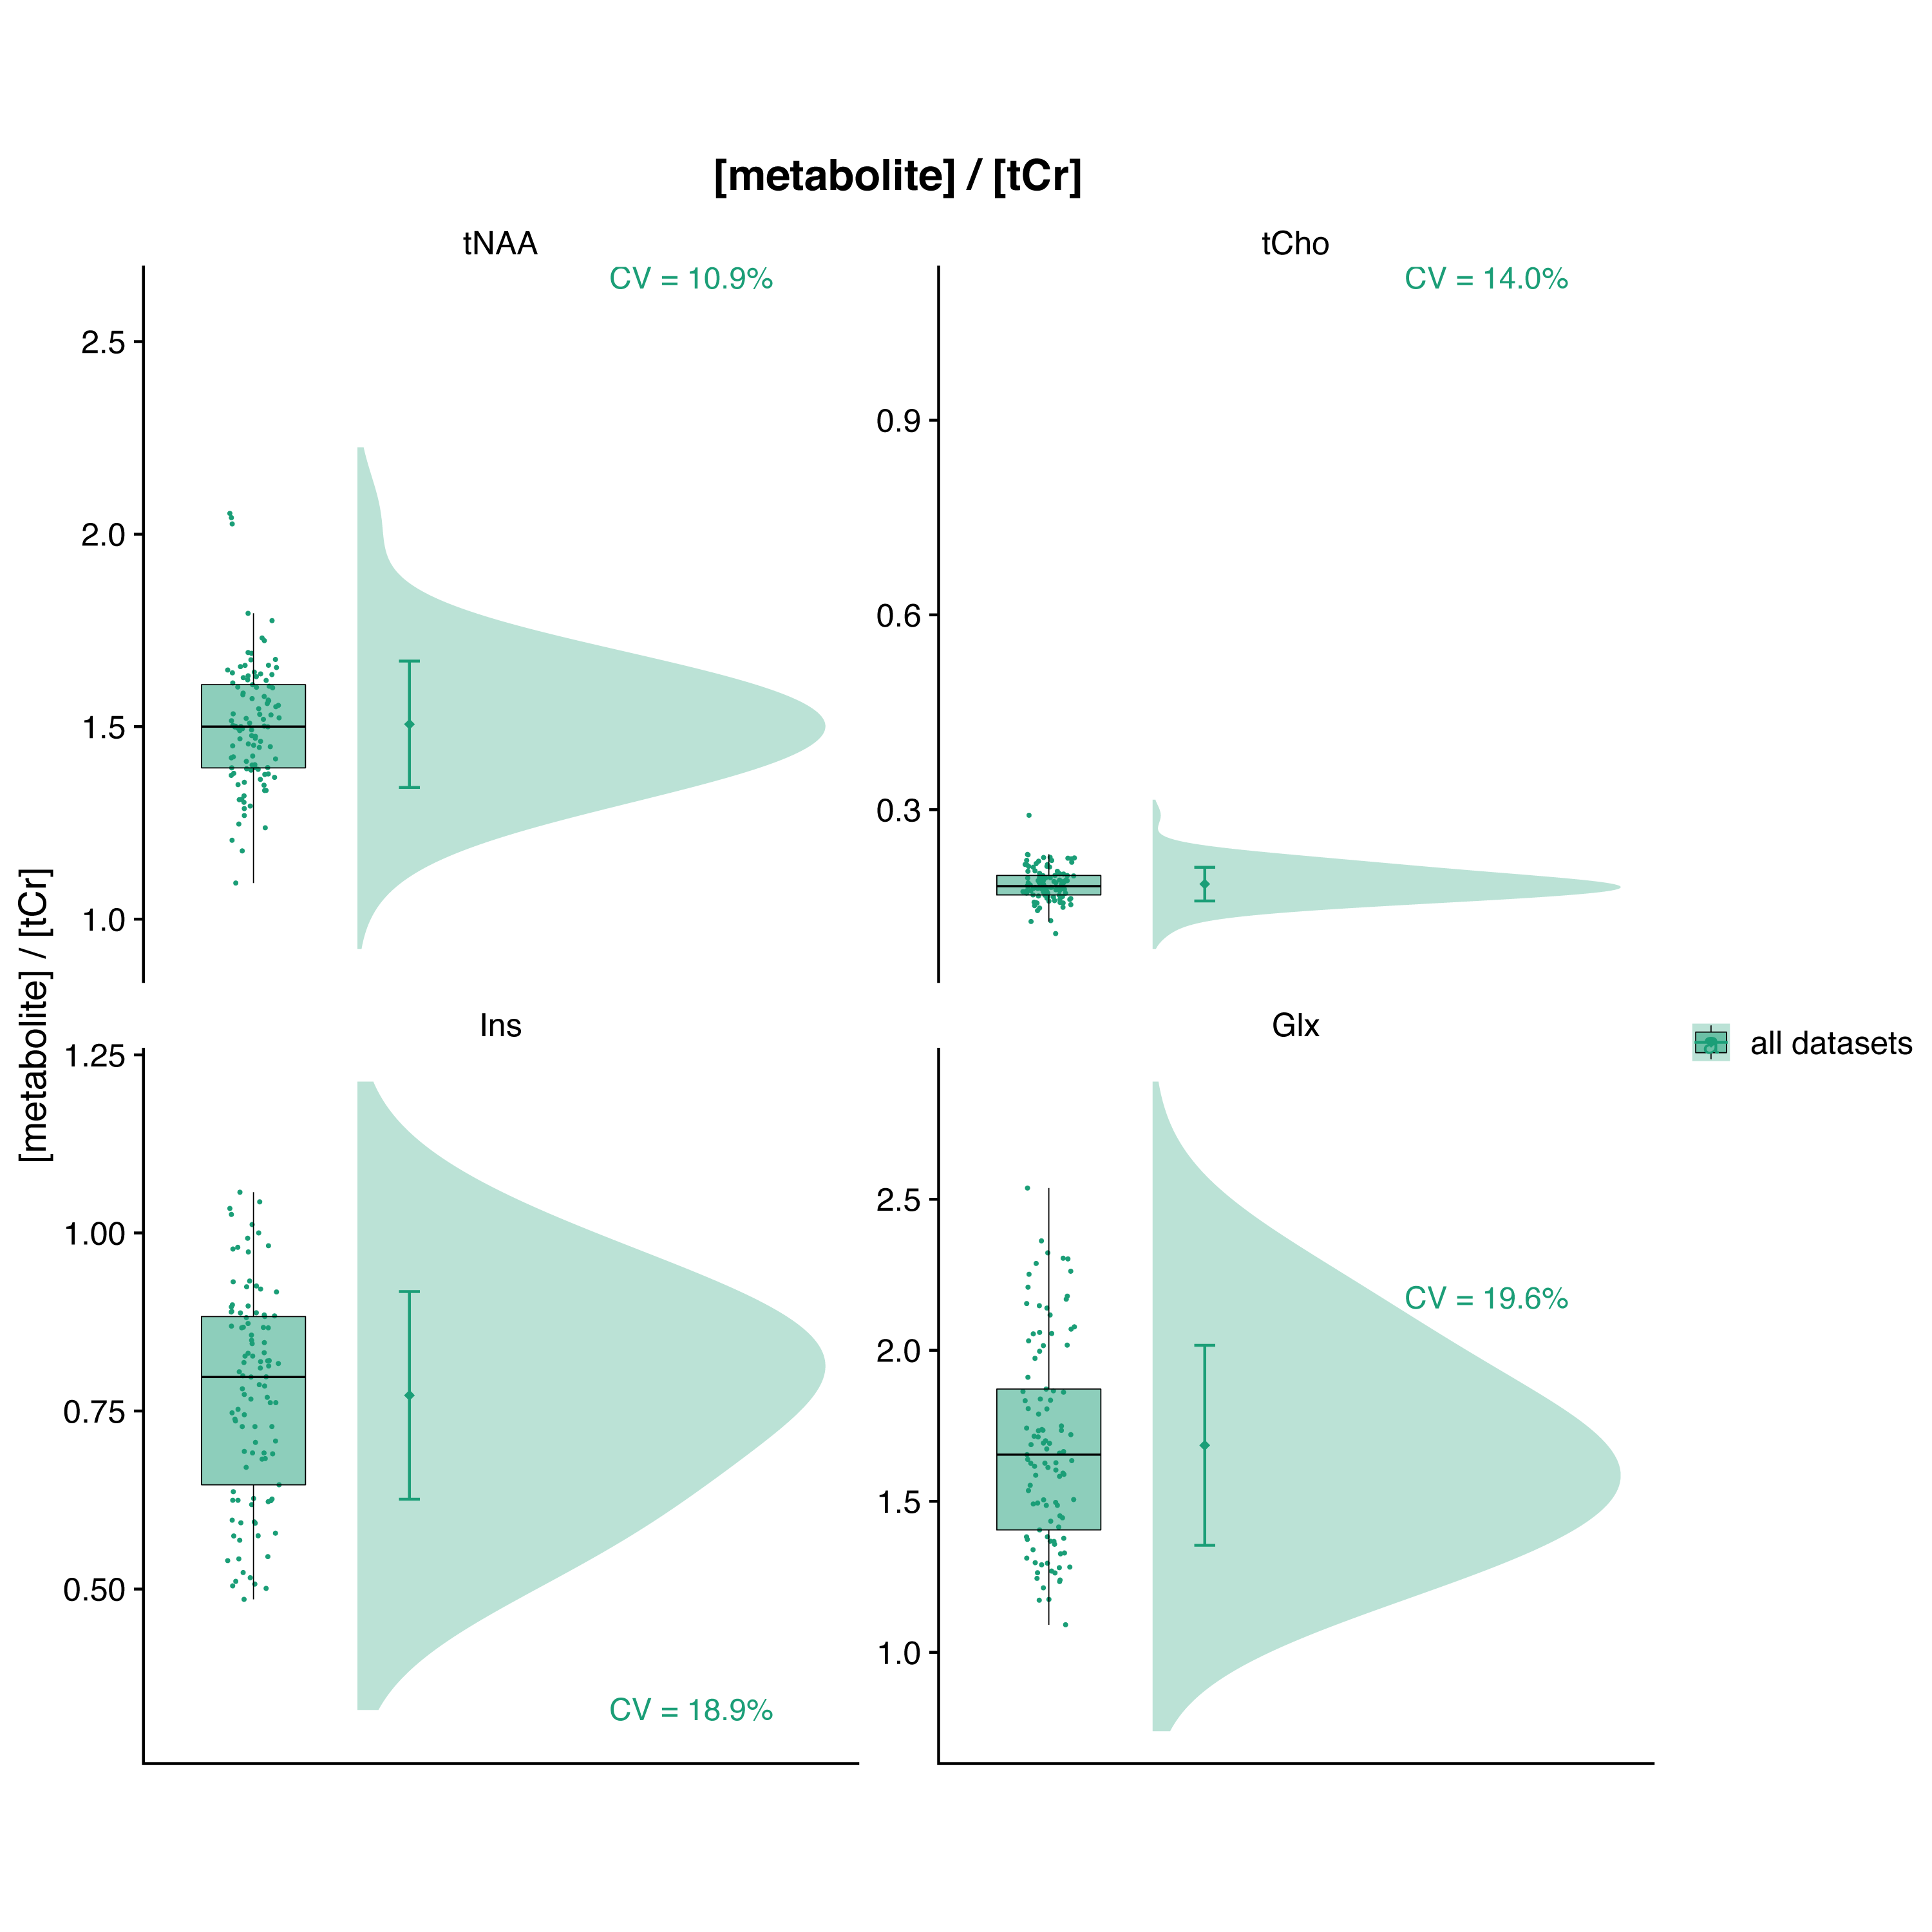 [metabolite] / [tCr]
tNAA
CV = 10.9%
2.5
2.0
1.5
1.0
tCho
CV = 14.0%
0.9
0.6
0.3
[metabolite] / [tCr]
Ins
1.25
1.00
0.75
0.50
CV = 18.9%
Glx
2.5
2.0
1.5
1.0
CV = 19.6%
all datasets